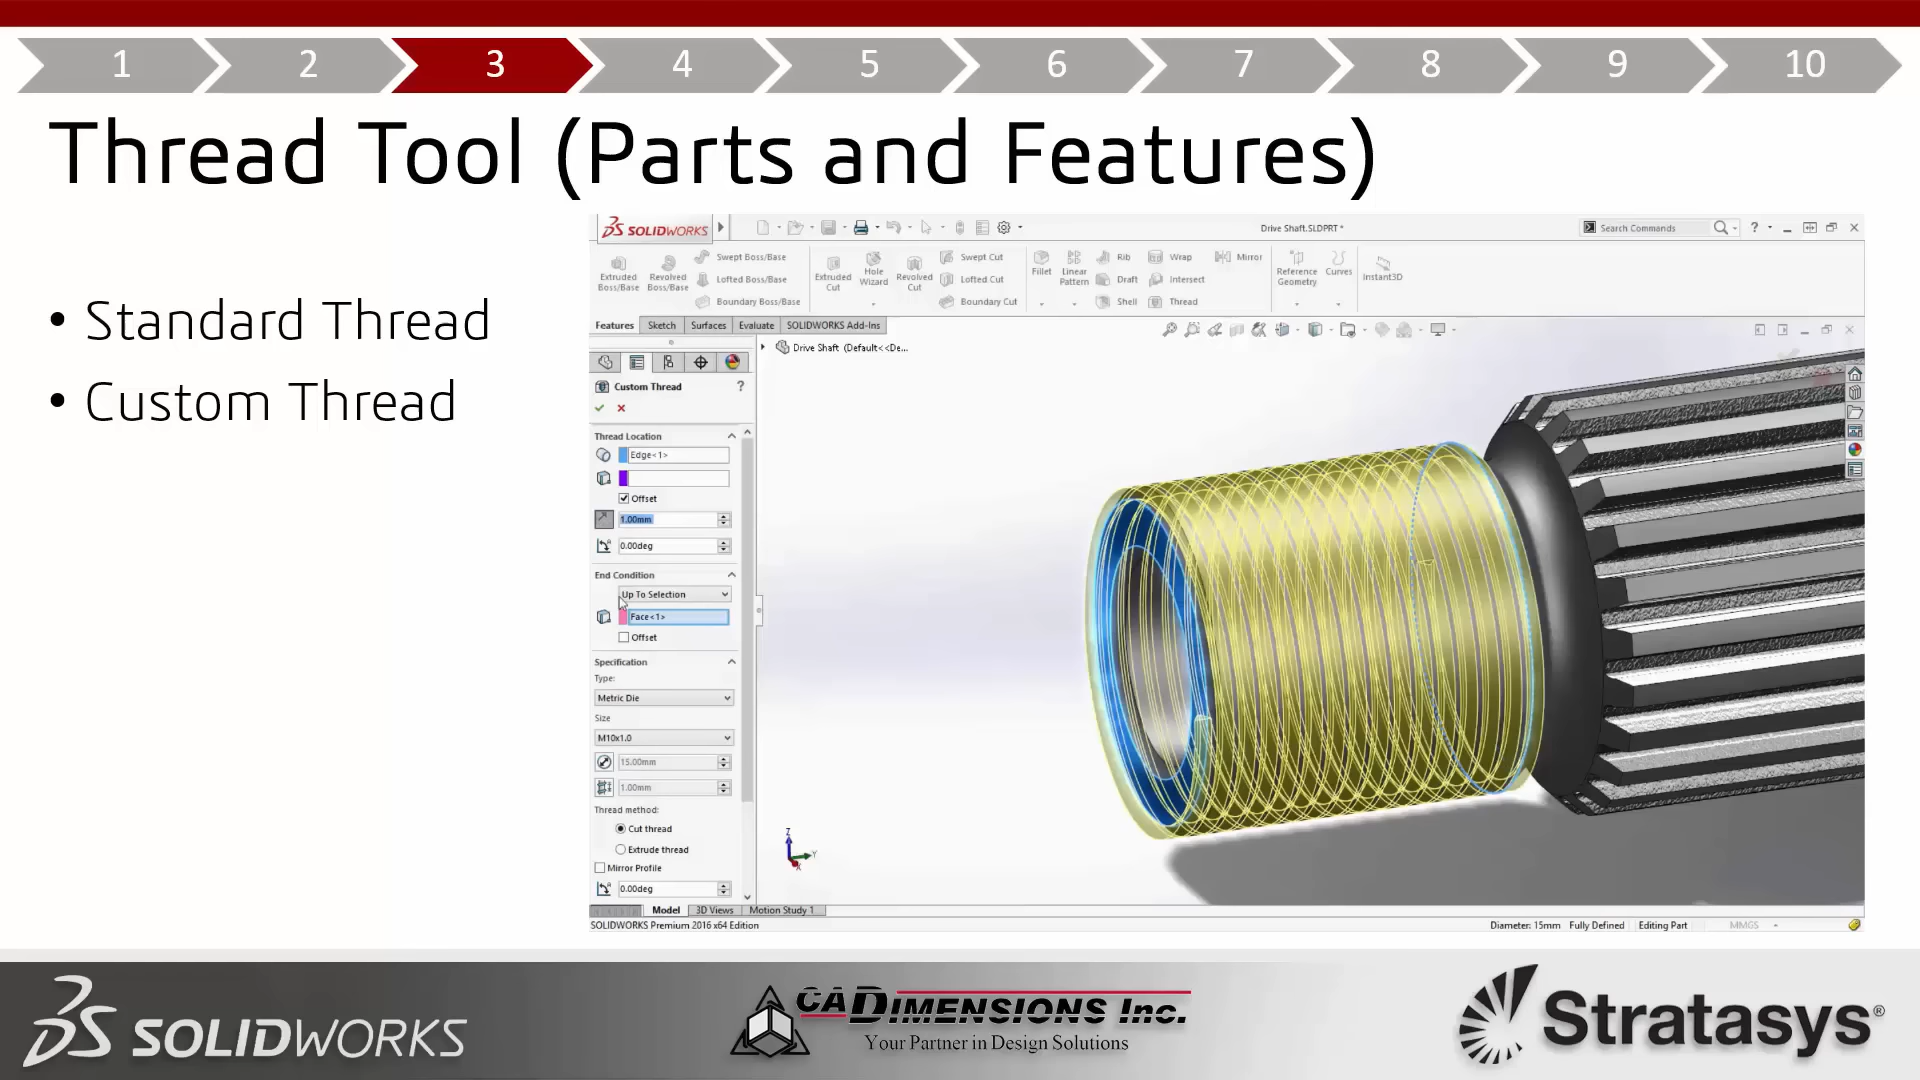 1 2 3 4 5 6 7 8 9 10
Thread Tool (Parts and Features)
• Standard Thread
• Custom Thread
SOLIDWORKS
Drive Shaft.SLDPRT *
Search Commands
?
Extruded Boss/Base
Revolved Boss/Base
Swept Boss/Base
Lofted Boss/Base
Boundary Boss/Base
Extruded Cut
Hole Wizard
Revolved Cut
Swept Cut
Lofted Cut
Boundary Cut
Fillet
Linear Pattern
Rib
Draft
Shell
Wrap
Intersect
Thread
Mirror
Reference Geometry
Curves
Instant3D
Features Sketch Surfaces Evaluate SOLIDWORKS Add-Ins
Drive Shaft (Default<<De...
Custom Thread ?
Thread Location
Edge<1>
Offset
1.00mm
0.00deg
End Condition
Up To Selection
Face<1>
Offset
Specification
Type:
Metric Die
Size
M10x1.0
15.00mm
1.00mm
Thread method:
Cut thread
Extrude thread
Mirror Profile
0.00deg
Z
Y
X
Model 3D Views Motion Study 1
SOLIDWORKS Premium 2016 x64 Edition
Diameter: 15mm Fully Defined Editing Part MMGS
SOLIDWORKS
CADIMENSIONS Inc.
Your Partner in Design Solutions
Stratasys®